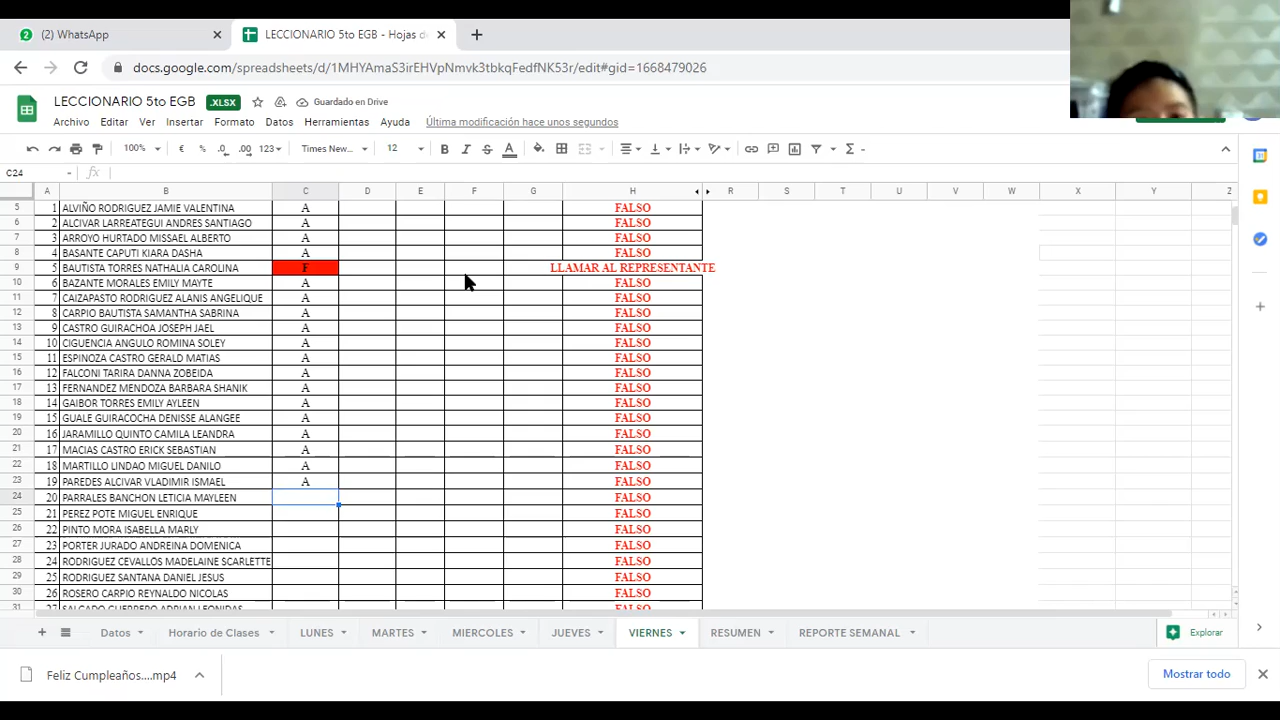 2 (2) WhatsApp
LECCIONARIO 5to EGB - Hojas de
docs.google.com/spreadsheets/d/1MHYAmaS3irEHVpNmvk3tbkqFedfNK53r/edit#gid=1668479026
LECCIONARIO 5to EGB .XLSX Guardado en Drive
Archivo Editar Ver Insertar Formato Datos Herramientas Ayuda Última modificación hace unos segundos
100% € % .0 .00 123 Times New... 12 B I S A Σ
C24 fx
A B C D E F G H R S T U V W X Y Z
5 1 ALVIÑO RODRIGUEZ JAMIE VALENTINA A FALSO
6 2 ALCIVAR LARREATEGUI ANDRES SANTIAGO A FALSO
7 3 ARROYO HURTADO MISSAEL ALBERTO A FALSO
8 4 BASANTE CAPUTI KIARA DASHA A FALSO
9 5 BAUTISTA TORRES NATHALIA CAROLINA F LLAMAR AL REPRESENTANTE
10 6 BAZANTE MORALES EMILY MAYTE A FALSO
11 7 CAIZAPASTO RODRIGUEZ ALANIS ANGELIQUE A FALSO
12 8 CARPIO BAUTISTA SAMANTHA SABRINA A FALSO
13 9 CASTRO GUIRACHOA JOSEPH JAEL A FALSO
14 10 CIGUENCIA ANGULO ROMINA SOLEY A FALSO
15 11 ESPINOZA CASTRO GERALD MATIAS A FALSO
16 12 FALCONI TARIRA DANNA ZOBEIDA A FALSO
17 13 FERNANDEZ MENDOZA BARBARA SHANIK A FALSO
18 14 GAIBOR TORRES EMILY AYLEEN A FALSO
19 15 GUALE GUIRACOCHA DENISSE ALANGEE A FALSO
20 16 JARAMILLO QUINTO CAMILA LEANDRA A FALSO
21 17 MACIAS CASTRO ERICK SEBASTIAN A FALSO
22 18 MARTILLO LINDAO MIGUEL DANILO A FALSO
23 19 PAREDES ALCIVAR VLADIMIR ISMAEL A FALSO
24 20 PARRALES BANCHON LETICIA MAYLEEN FALSO
25 21 PEREZ POTE MIGUEL ENRIQUE FALSO
26 22 PINTO MORA ISABELLA MARLY FALSO
27 23 PORTER JURADO ANDREINA DOMENICA FALSO
28 24 RODRIGUEZ CEVALLOS MADELAINE SCARLETTE FALSO
29 25 RODRIGUEZ SANTANA DANIEL JESUS FALSO
30 26 ROSERO CARPIO REYNALDO NICOLAS FALSO
31 27 SALGADO GUERRERO ADRIAN LEONIDAS FALSO
Datos Horario de Clases LUNES MARTES MIERCOLES JUEVES VIERNES RESUMEN REPORTE SEMANAL Explorar
Feliz Cumpleaños....mp4 Mostrar todo